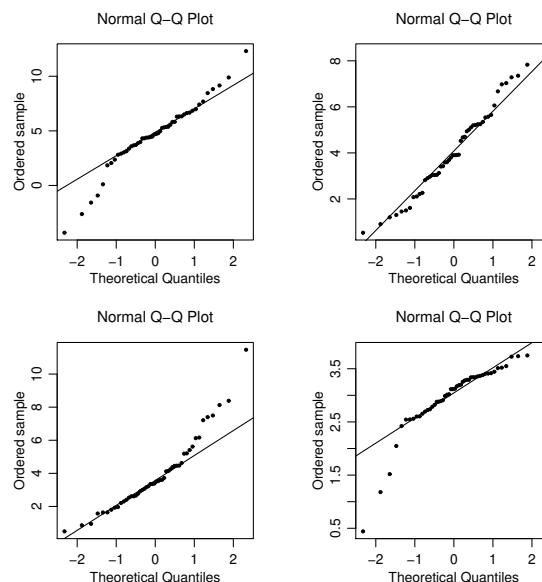 Normal Q−Q Plot
Ordered sample
10
5
0
−2 −1 0 1 2
Theoretical Quantiles
Normal Q−Q Plot
Ordered sample
8
6
4
2
−2 −1 0 1 2
Theoretical Quantiles
Normal Q−Q Plot
Ordered sample
10
8
6
4
2
−2 −1 0 1 2
Theoretical Quantiles
Normal Q−Q Plot
Ordered sample
3.5
2.5
1.5
0.5
−2 −1 0 1 2
Theoretical Quantiles